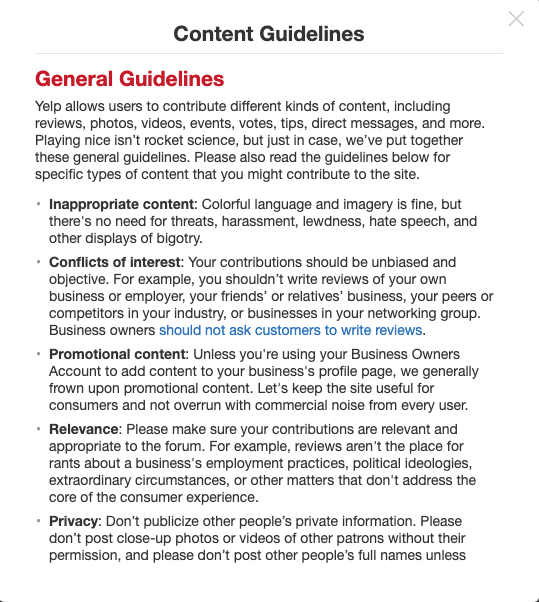 Content Guidelines
General Guidelines
Yelp allows users to contribute different kinds of content, including
reviews, photos, videos, events, votes, tips, direct messages, and more.
Playing nice isn’t rocket science, but just in case, we’ve put together
these general guidelines. Please also read the guidelines below for
specific types of content that you might contribute to the site.
• Inappropriate content: Colorful language and imagery is fine, but
there's no need for threats, harassment, lewdness, hate speech, and
other displays of bigotry.
• Conflicts of interest: Your contributions should be unbiased and
objective. For example, you shouldn’t write reviews of your own
business or employer, your friends’ or relatives’ business, your peers or
competitors in your industry, or businesses in your networking group.
Business owners should not ask customers to write reviews.
• Promotional content: Unless you're using your Business Owners
Account to add content to your business's profile page, we generally
frown upon promotional content. Let's keep the site useful for
consumers and not overrun with commercial noise from every user.
• Relevance: Please make sure your contributions are relevant and
appropriate to the forum. For example, reviews aren't the place for
rants about a business's employment practices, political ideologies,
extraordinary circumstances, or other matters that don't address the
core of the consumer experience.
• Privacy: Don’t publicize other people’s private information. Please
don’t post close-up photos or videos of other patrons without their
permission, and please don’t post other people’s full names unless